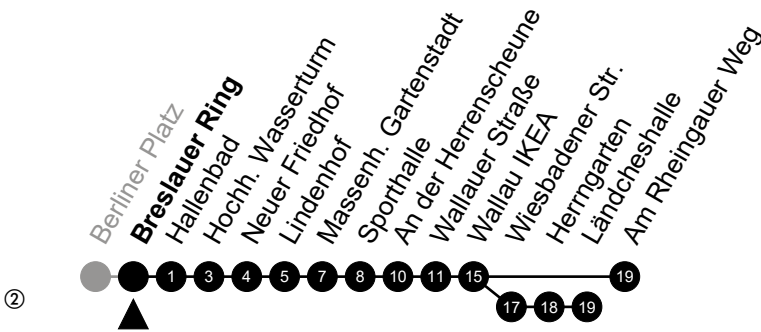 Berliner Platz
Breslauer Ring
Hallenbad
Hochh. Wasserturm
Neuer Friedhof
Lindenhof
Massenh. Gartenstadt
Sporthalle
An der Herrenscheune
Wallauer Straße
Wallau IKEA
Wiesbadener Str.
Herrngarten
Ländcheshalle
Am Rheingauer Weg
1 3 4 5 7 8 10 11 15 19
② 17 18 19